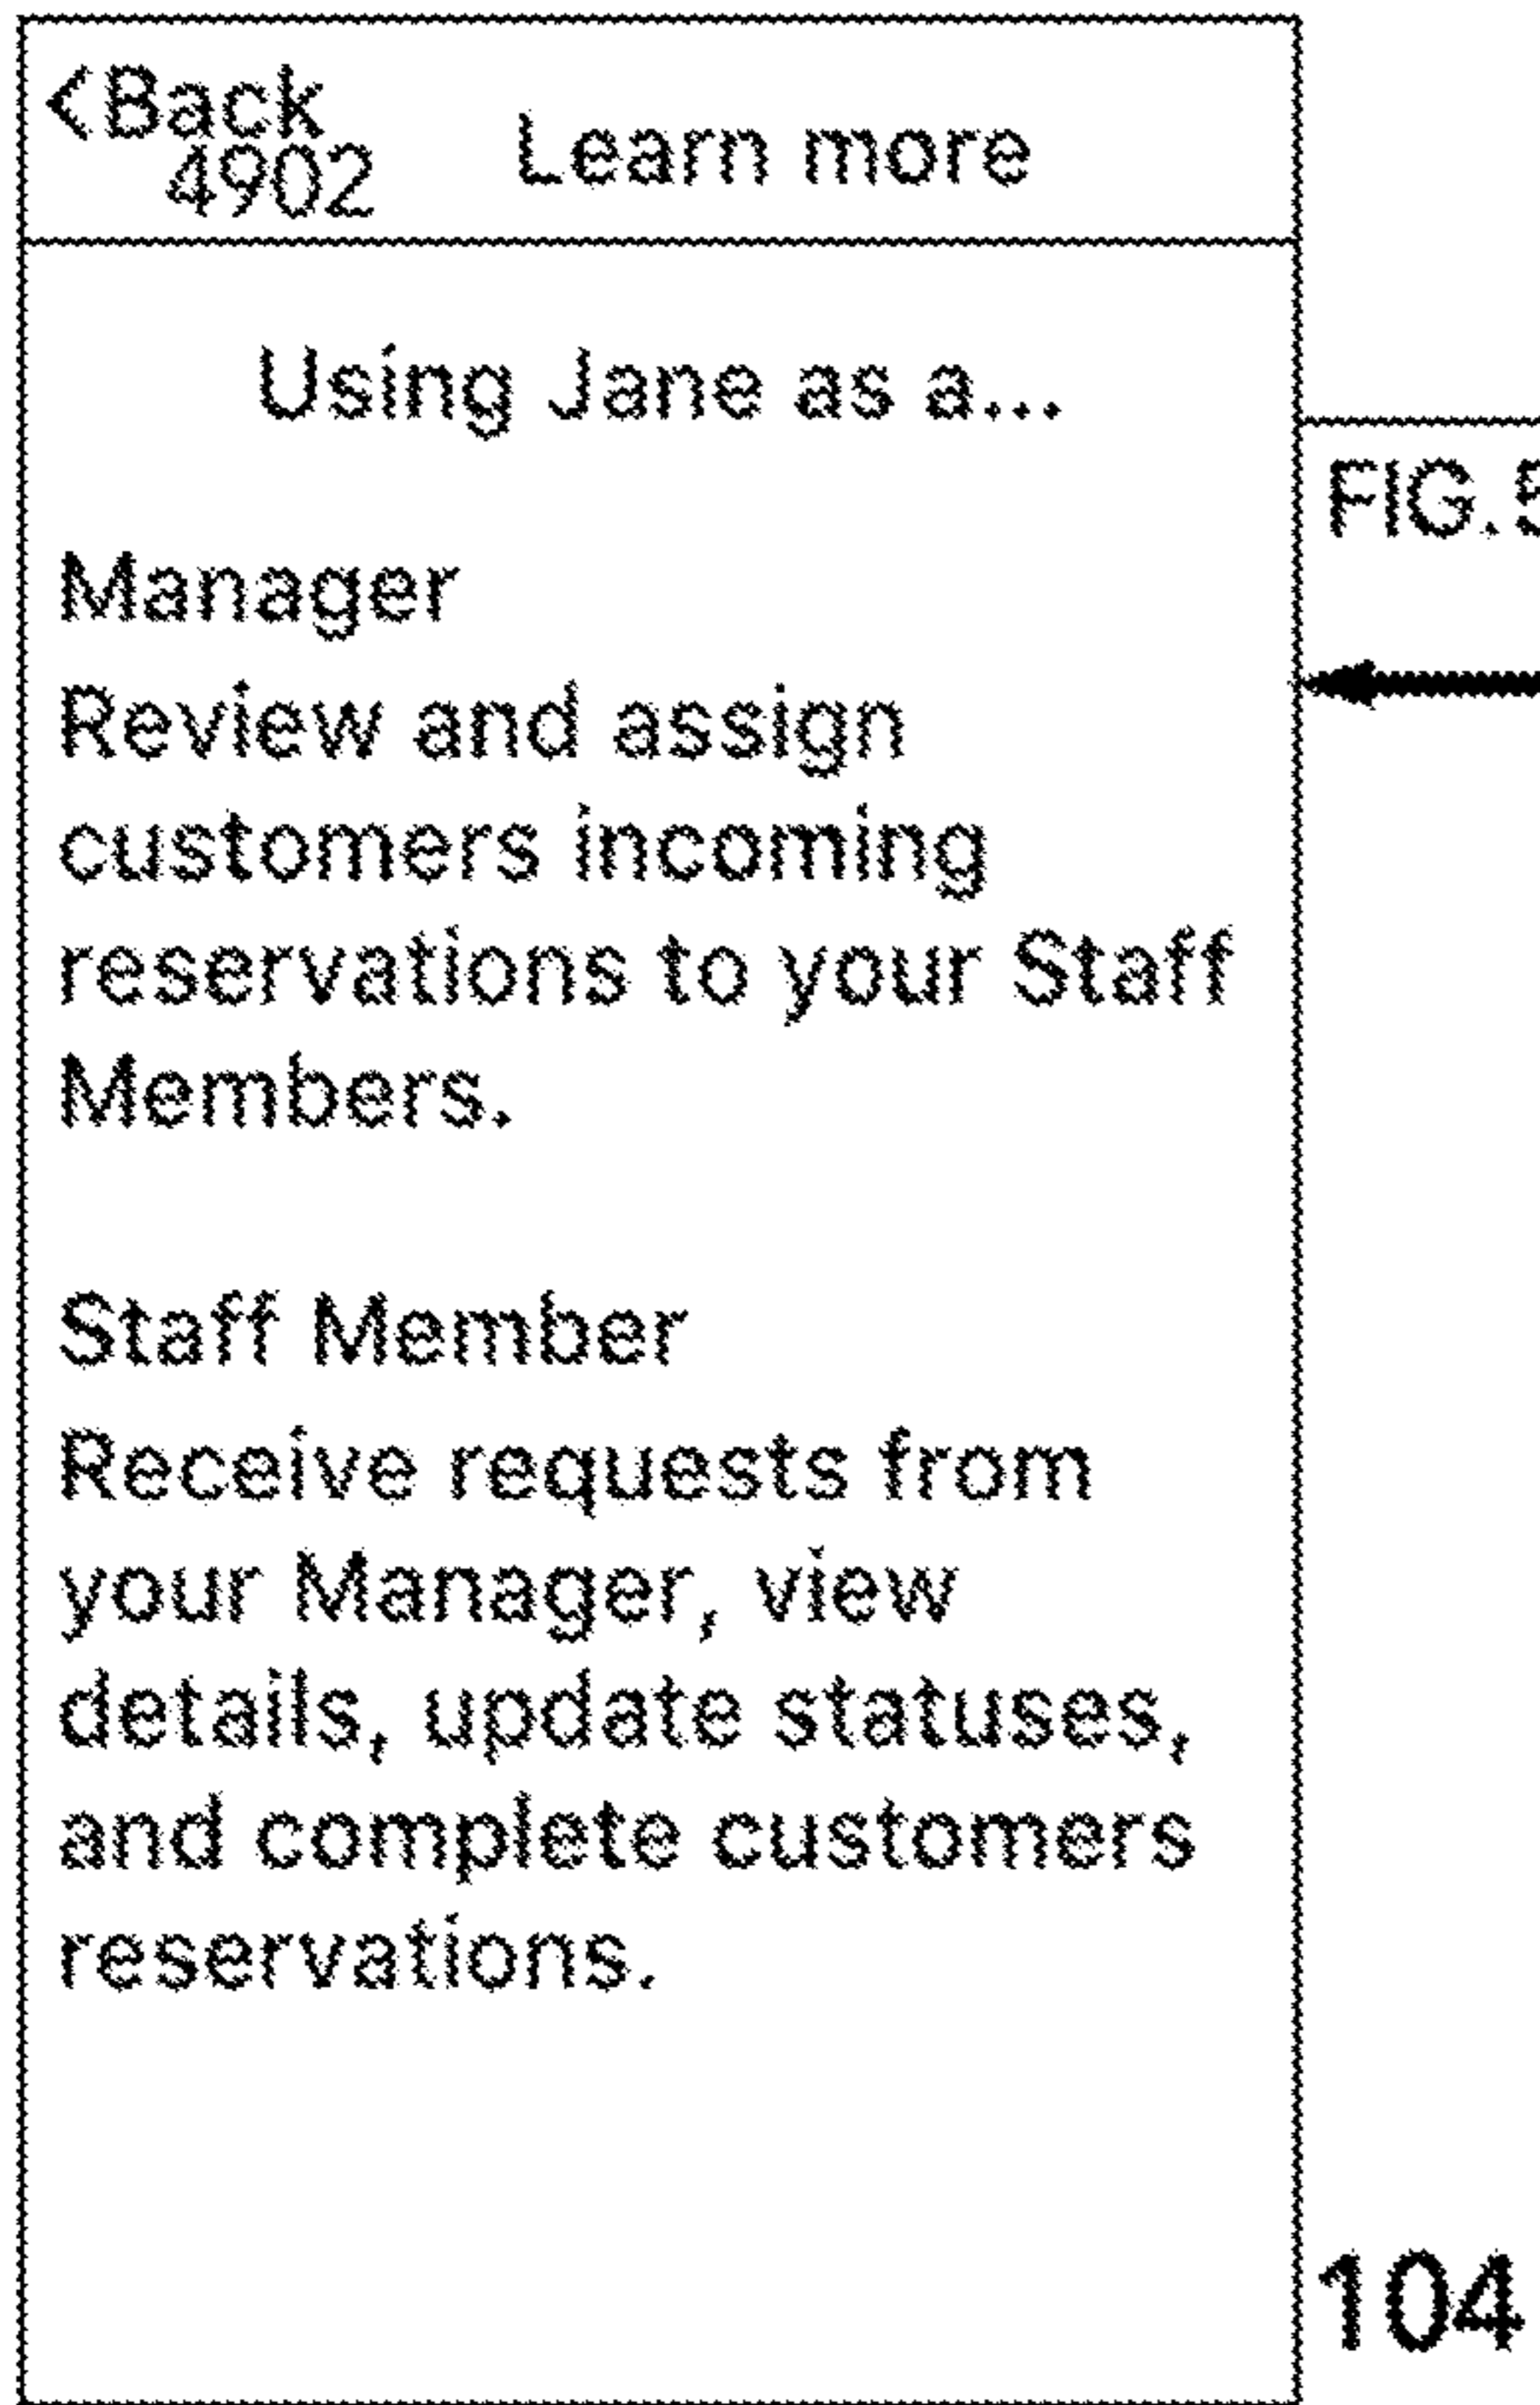 <Back
4902
Learn more
Using Jane as a...
Manager
Review and assign
customers incoming
reservations to your Staff
Members.
Staff Member
Receive requests from
your Manager, view
details, update statuses,
and complete customers
reservations.
FIG.5
104